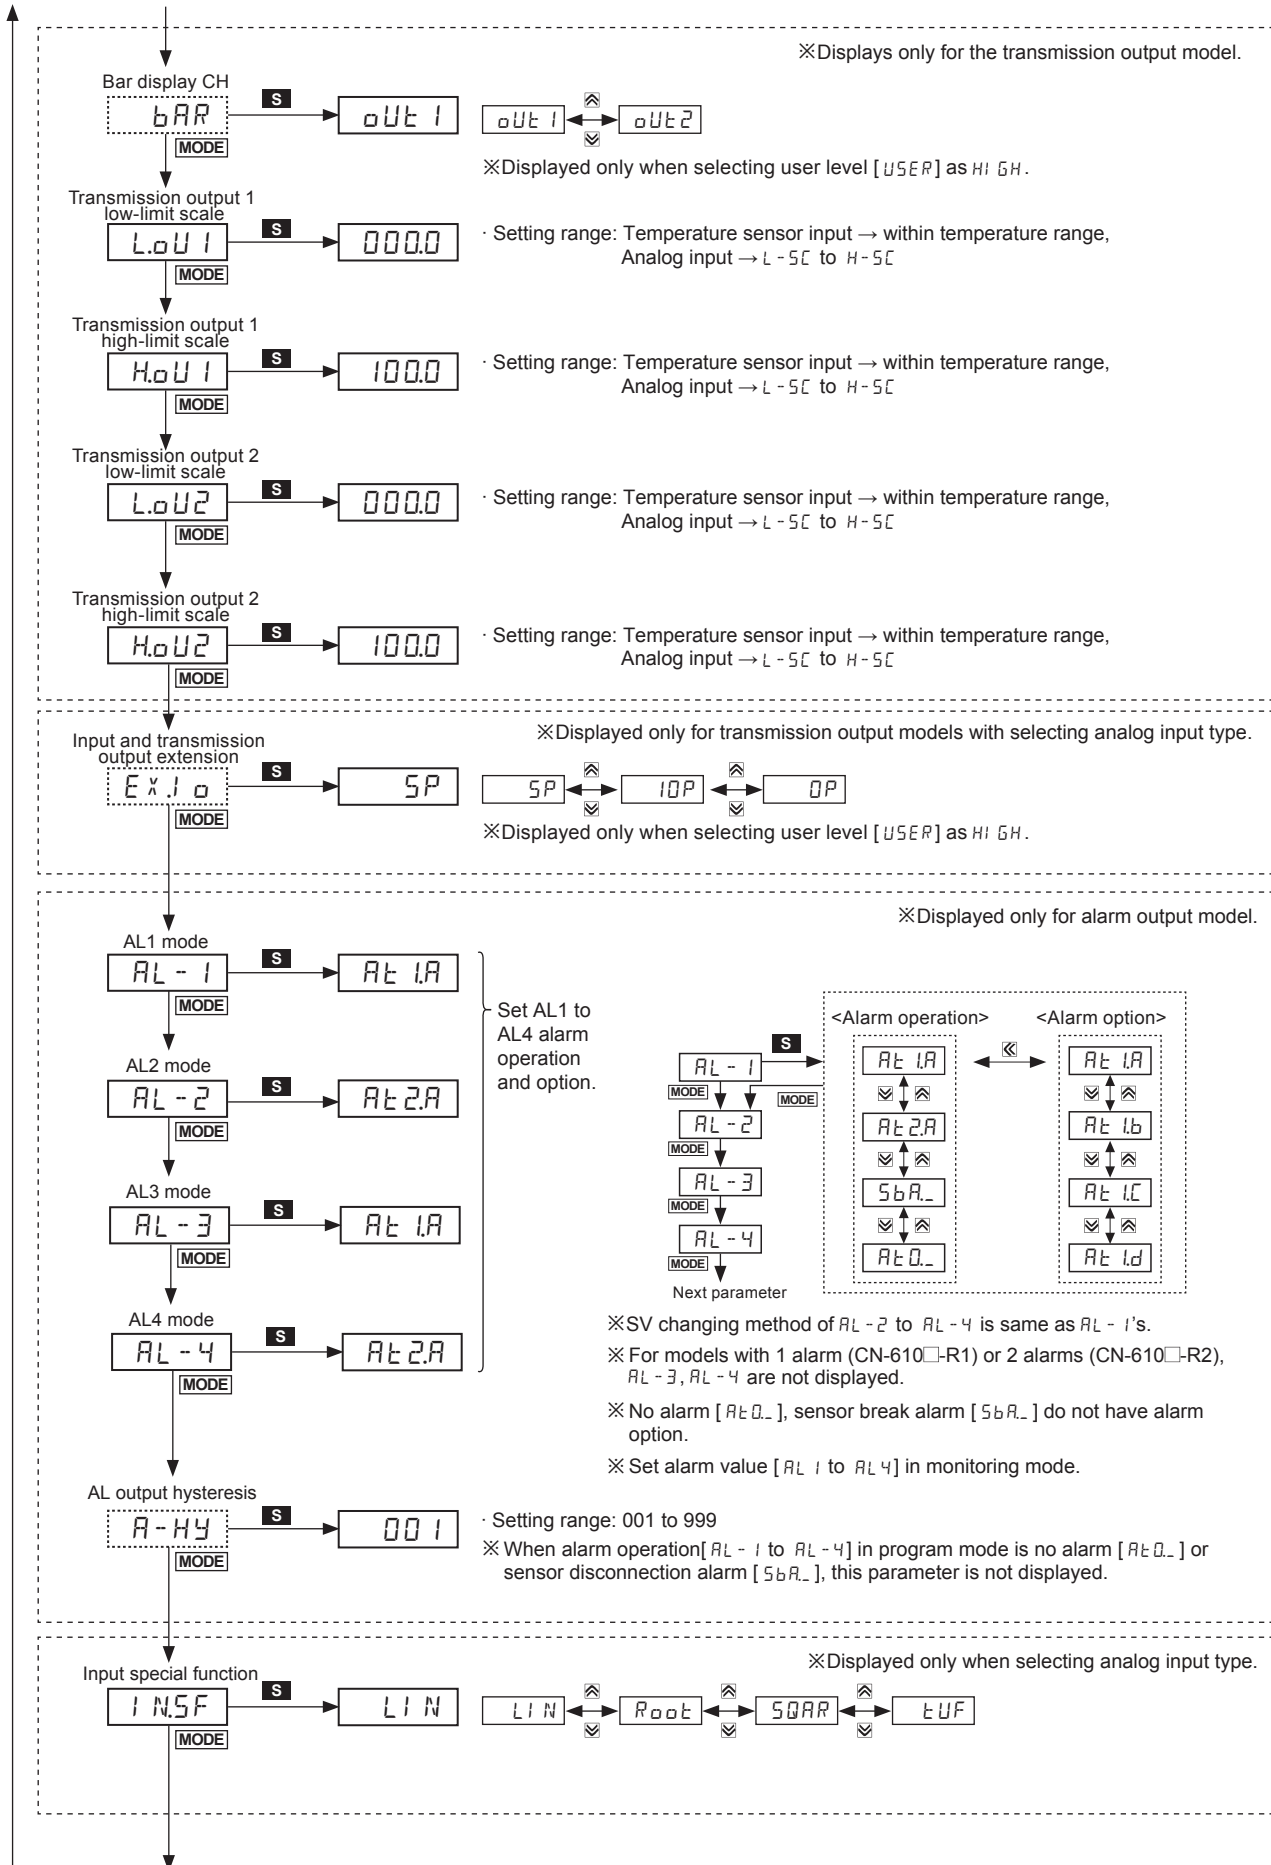 ※Displays only for the transmission output model.
Bar display CH
bAR
S
oUt1
oUt1
oUt2
MODE
※Displayed only when selecting user level [USER] as HIGH.
Transmission output 1
low-limit scale
L.oU1
S
000.0
· Setting range: Temperature sensor input → within temperature range,
Analog input → L-SC to H-SC
MODE
Transmission output 1
high-limit scale
H.oU1
S
100.0
· Setting range: Temperature sensor input → within temperature range,
Analog input → L-SC to H-SC
MODE
Transmission output 2
low-limit scale
L.oU2
S
000.0
· Setting range: Temperature sensor input → within temperature range,
Analog input → L-SC to H-SC
MODE
Transmission output 2
high-limit scale
H.oU2
S
100.0
· Setting range: Temperature sensor input → within temperature range,
Analog input → L-SC to H-SC
MODE
※Displayed only for transmission output models with selecting analog input type.
Input and transmission
output extension
EX.Io
S
5P
5P
10P
0P
MODE
※Displayed only when selecting user level [USER] as HIGH.
※Displayed only for alarm output model.
AL1 mode
AL-1
S
At1.A
MODE
AL2 mode
AL-2
S
At2.A
MODE
AL3 mode
AL-3
S
At1.A
MODE
AL4 mode
AL-4
S
At2.A
MODE
Set AL1 to
AL4 alarm
operation
and option.
<Alarm operation>
<Alarm option>
AL-1
S
At1.A
At1.A
MODE
MODE
AL-2
At2.A
At1.b
MODE
AL-3
SbA._
At1.C
MODE
AL-4
At0._
At1.d
MODE
Next parameter
※SV changing method of AL-2 to AL-4 is same as AL-1's.
※For models with 1 alarm (CN-610□-R1) or 2 alarms (CN-610□-R2),
AL-3, AL-4 are not displayed.
※No alarm [At0._], sensor break alarm [SbA._] do not have alarm
option.
※Set alarm value [AL1 to AL4] in monitoring mode.
AL output hysteresis
A-HY
S
001
· Setting range: 001 to 999
MODE
※When alarm operation[AL-1 to AL-4] in program mode is no alarm [At0._] or
sensor disconnection alarm [SbA._], this parameter is not displayed.
※Displayed only when selecting analog input type.
Input special function
IN.SF
S
LIN
LIN
Root
SQAR
tUF
MODE